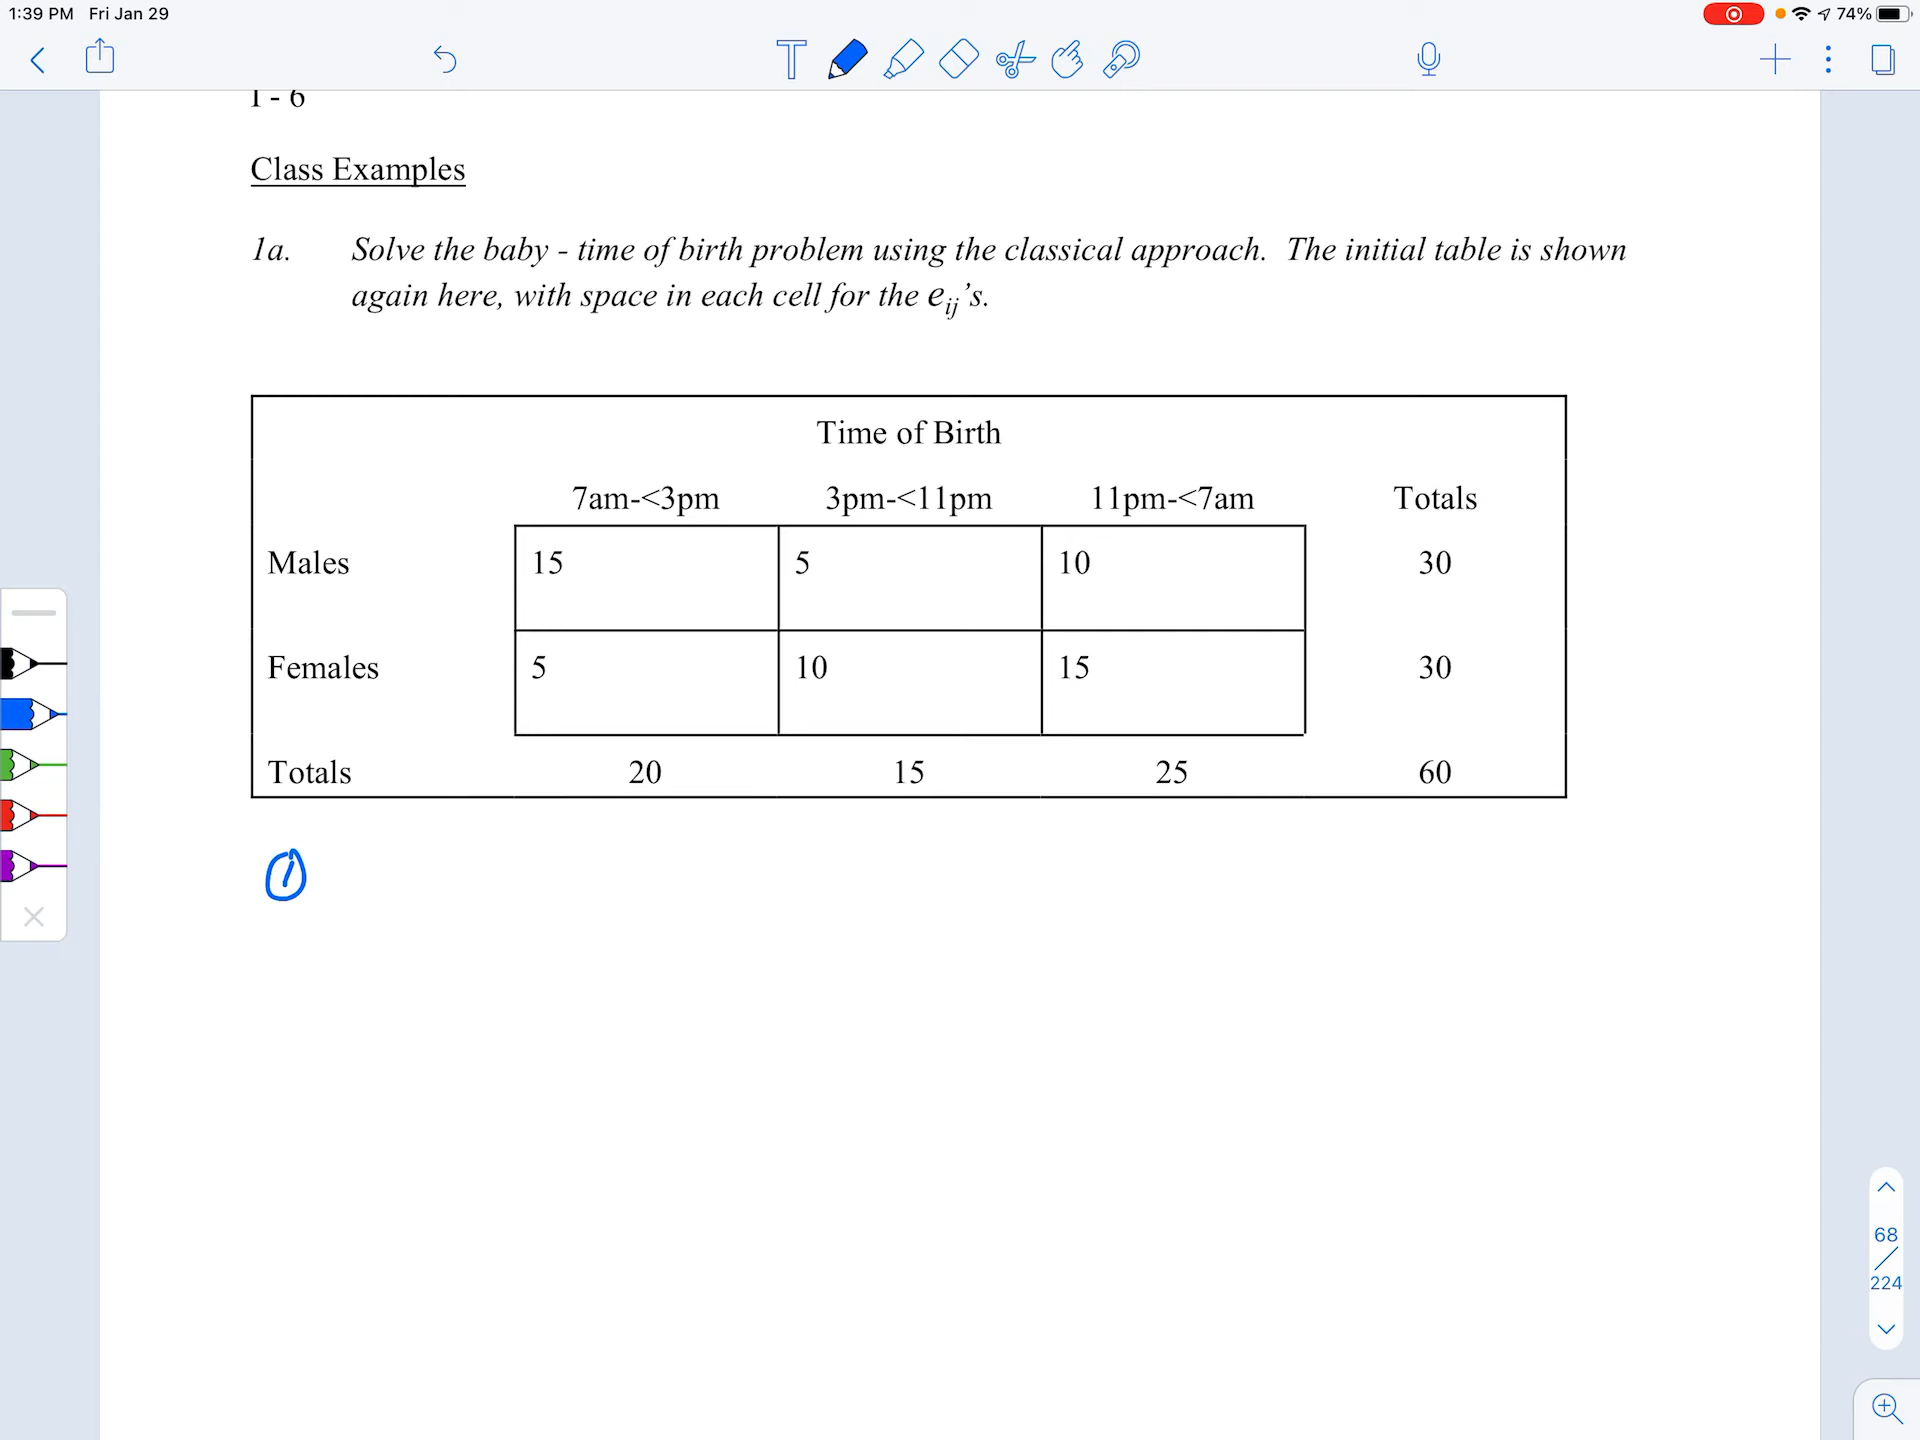 1:39 PM Fri Jan 29
74%
T
I - 6
Class Examples
1a. Solve the baby - time of birth problem using the classical approach. The initial table is shown
again here, with space in each cell for the eij's.
Time of Birth
7am-<3pm 3pm-<11pm 11pm-<7am Totals
Males 15 5 10 30
Females 5 10 15 30
Totals 20 15 25 60
1
68
/
224